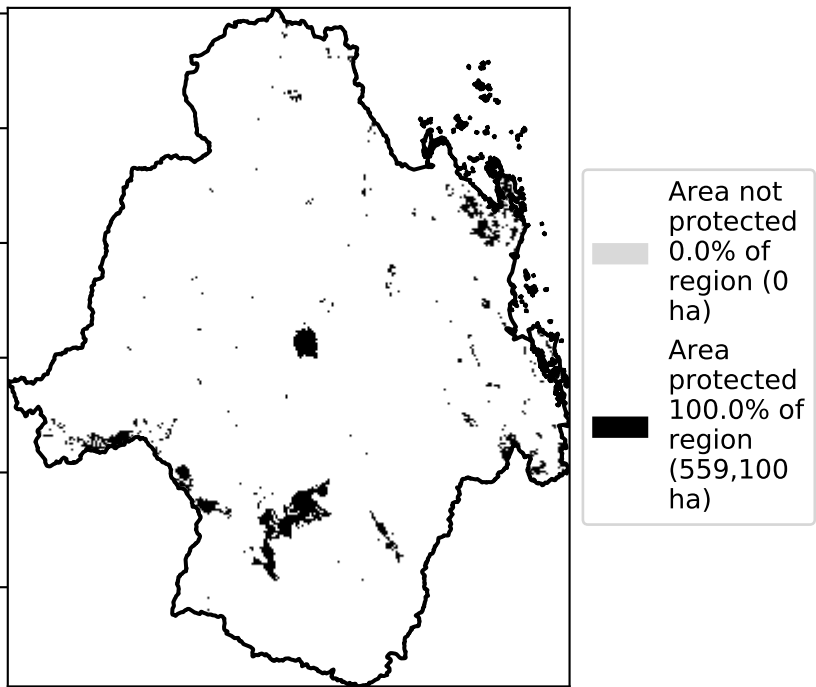 Area not
protected
0.0% of
region (0
ha)
Area
protected
100.0% of
region
(559,100
ha)